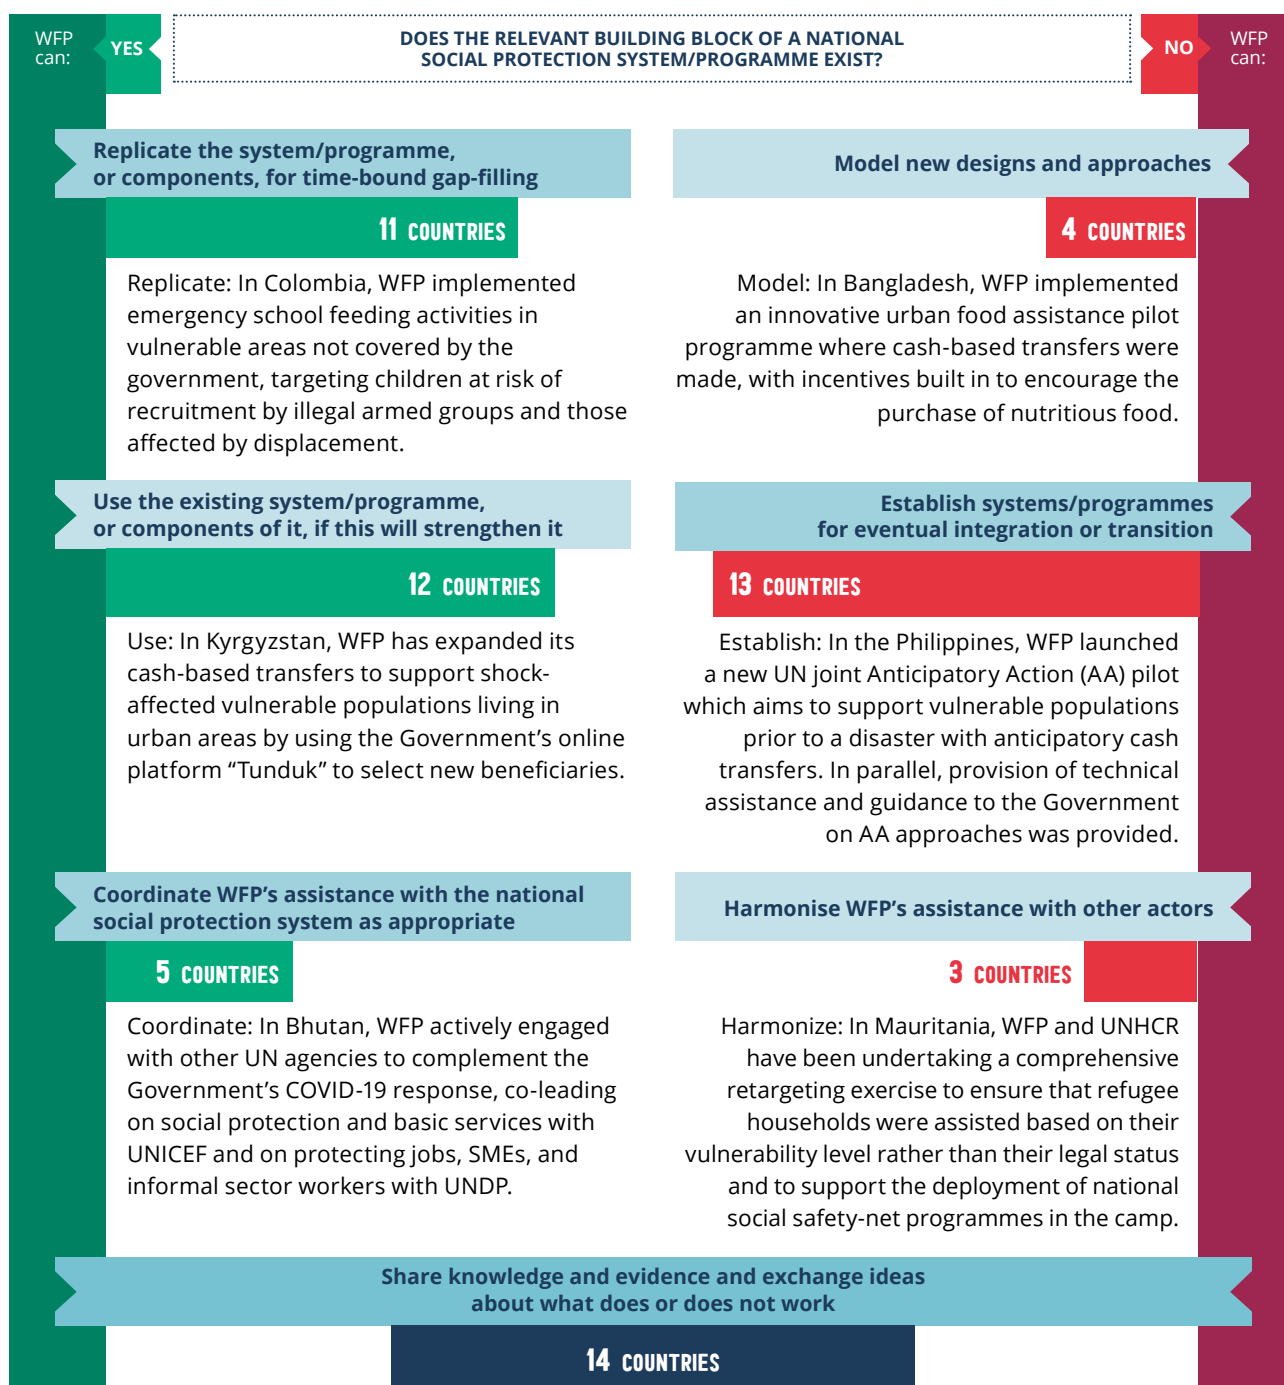 WFP
can:
YES
DOES THE RELEVANT BUILDING BLOCK OF A NATIONAL
SOCIAL PROTECTION SYSTEM/PROGRAMME EXIST?
NO
WFP
can:
Replicate the system/programme,
or components, for time-bound gap-filling
11 COUNTRIES
Replicate: In Colombia, WFP implemented
emergency school feeding activities in
vulnerable areas not covered by the
government, targeting children at risk of
recruitment by illegal armed groups and those
affected by displacement.
Model new designs and approaches
4 COUNTRIES
Model: In Bangladesh, WFP implemented
an innovative urban food assistance pilot
programme where cash-based transfers were
made, with incentives built in to encourage the
purchase of nutritious food.
Use the existing system/programme,
or components of it, if this will strengthen it
12 COUNTRIES
Use: In Kyrgyzstan, WFP has expanded its
cash-based transfers to support shock-
affected vulnerable populations living in
urban areas by using the Government’s online
platform “Tunduk” to select new beneficiaries.
Establish systems/programmes
for eventual integration or transition
13 COUNTRIES
Establish: In the Philippines, WFP launched
a new UN joint Anticipatory Action (AA) pilot
which aims to support vulnerable populations
prior to a disaster with anticipatory cash
transfers. In parallel, provision of technical
assistance and guidance to the Government
on AA approaches was provided.
Coordinate WFP’s assistance with the national
social protection system as appropriate
5 COUNTRIES
Coordinate: In Bhutan, WFP actively engaged
with other UN agencies to complement the
Government’s COVID-19 response, co-leading
on social protection and basic services with
UNICEF and on protecting jobs, SMEs, and
informal sector workers with UNDP.
Harmonise WFP’s assistance with other actors
3 COUNTRIES
Harmonize: In Mauritania, WFP and UNHCR
have been undertaking a comprehensive
retargeting exercise to ensure that refugee
households were assisted based on their
vulnerability level rather than their legal status
and to support the deployment of national
social safety-net programmes in the camp.
Share knowledge and evidence and exchange ideas
about what does or does not work
14 COUNTRIES